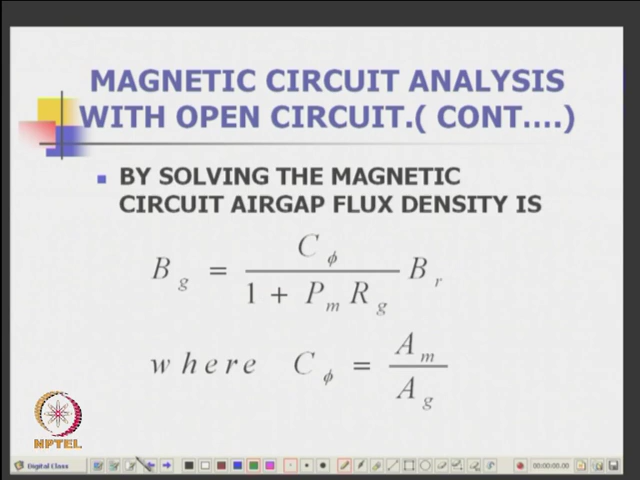 MAGNETIC CIRCUIT ANALYSIS
WITH OPEN CIRCUIT.( CONT....)
BY SOLVING THE MAGNETIC
CIRCUIT AIRGAP FLUX DENSITY IS
B_g = C_ϕ / (1 + P_m R_g) B_r
where C_ϕ = A_m / A_g
NPTEL
Digital Class
00:00:00.00